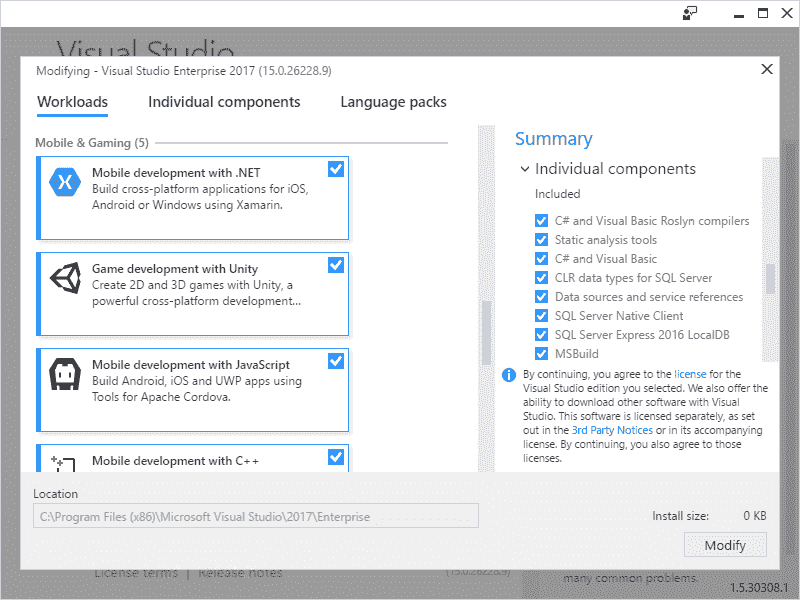 Visual Studio
Modifying - Visual Studio Enterprise 2017 (15.0.26228.9)
Workloads
Individual components
Language packs
Mobile & Gaming (5)
Mobile development with .NET
Build cross-platform applications for iOS,
Android or Windows using Xamarin.
Game development with Unity
Create 2D and 3D games with Unity, a
powerful cross-platform development...
Mobile development with JavaScript
Build Android, iOS and UWP apps using
Tools for Apache Cordova.
Mobile development with C++
Summary
Individual components
Included
C# and Visual Basic Roslyn compilers
Static analysis tools
C# and Visual Basic
CLR data types for SQL Server
Data sources and service references
SQL Server Native Client
SQL Server Express 2016 LocalDB
MSBuild
By continuing, you agree to the license for the
Visual Studio edition you selected. We also offer the
ability to download other software with Visual
Studio. This software is licensed separately, as set
out in the 3rd Party Notices or in its accompanying
license. By continuing, you also agree to those
licenses.
Location
C:\Program Files (x86)\Microsoft Visual Studio\2017\Enterprise
Install size: 0 KB
Modify
License terms | Release notes
(15.0.26228.9)
many common problems.
1.5.30308.1